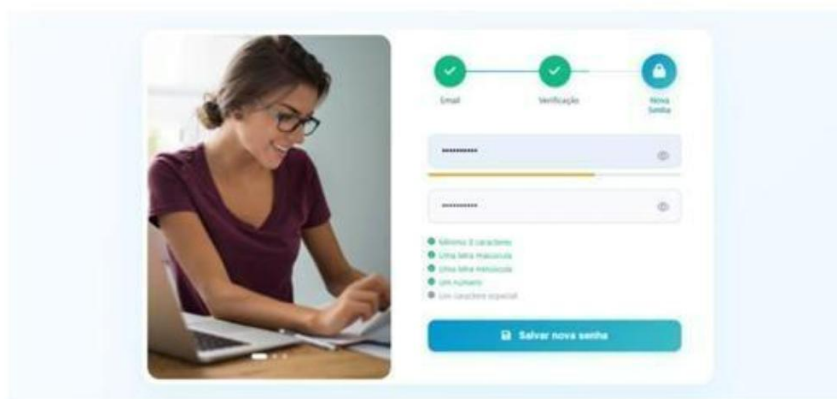 Email
Verificação
Nova
Senha
Mínimo 8 caracteres
Uma letra maiúscula
Uma letra minúscula
Um número
Um caractere especial
Salvar nova senha